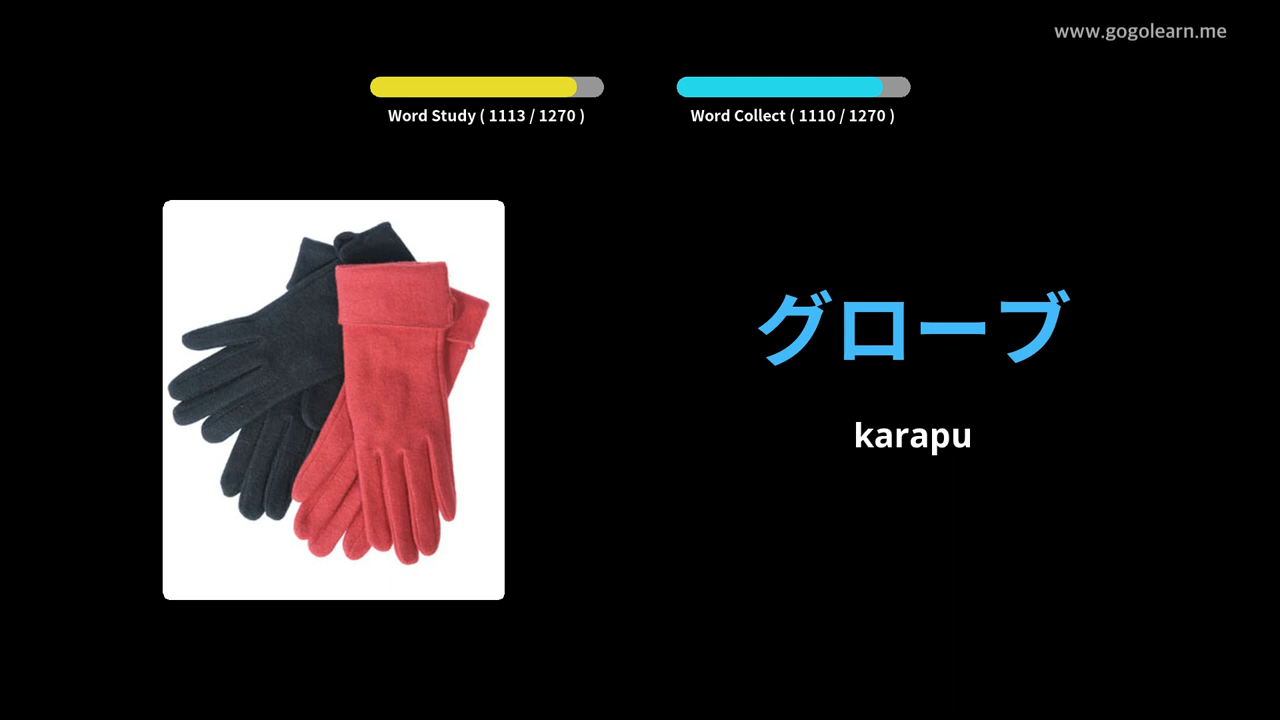 www.gogolearn.me
Word Study ( 1113 / 1270 )
Word Collect ( 1110 / 1270 )
グローブ
karapu